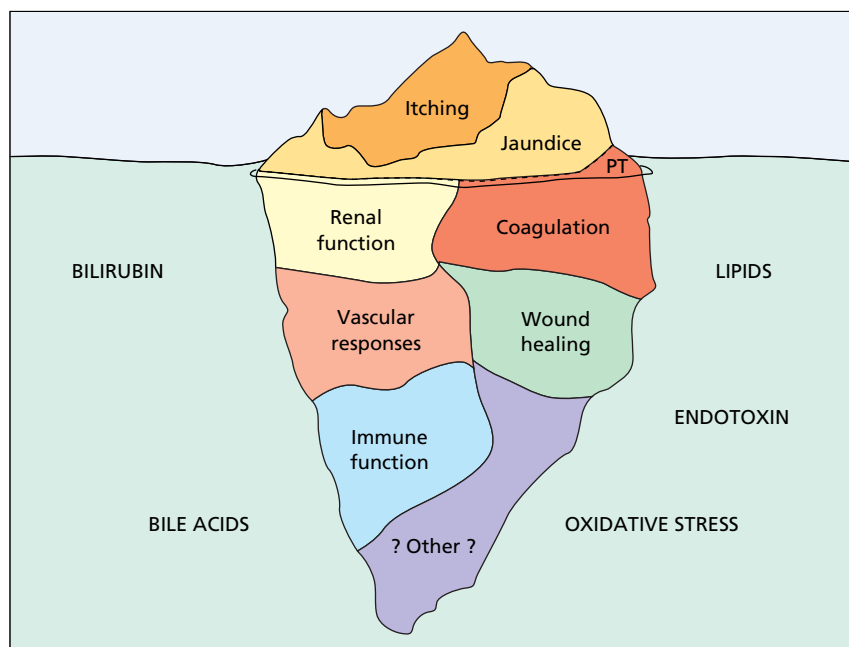 Itching
Jaundice
PT
Renal
function
Coagulation
BILIRUBIN
LIPIDS
Vascular
responses
Wound
healing
ENDOTOXIN
Immune
function
BILE ACIDS
OXIDATIVE STRESS
? Other ?